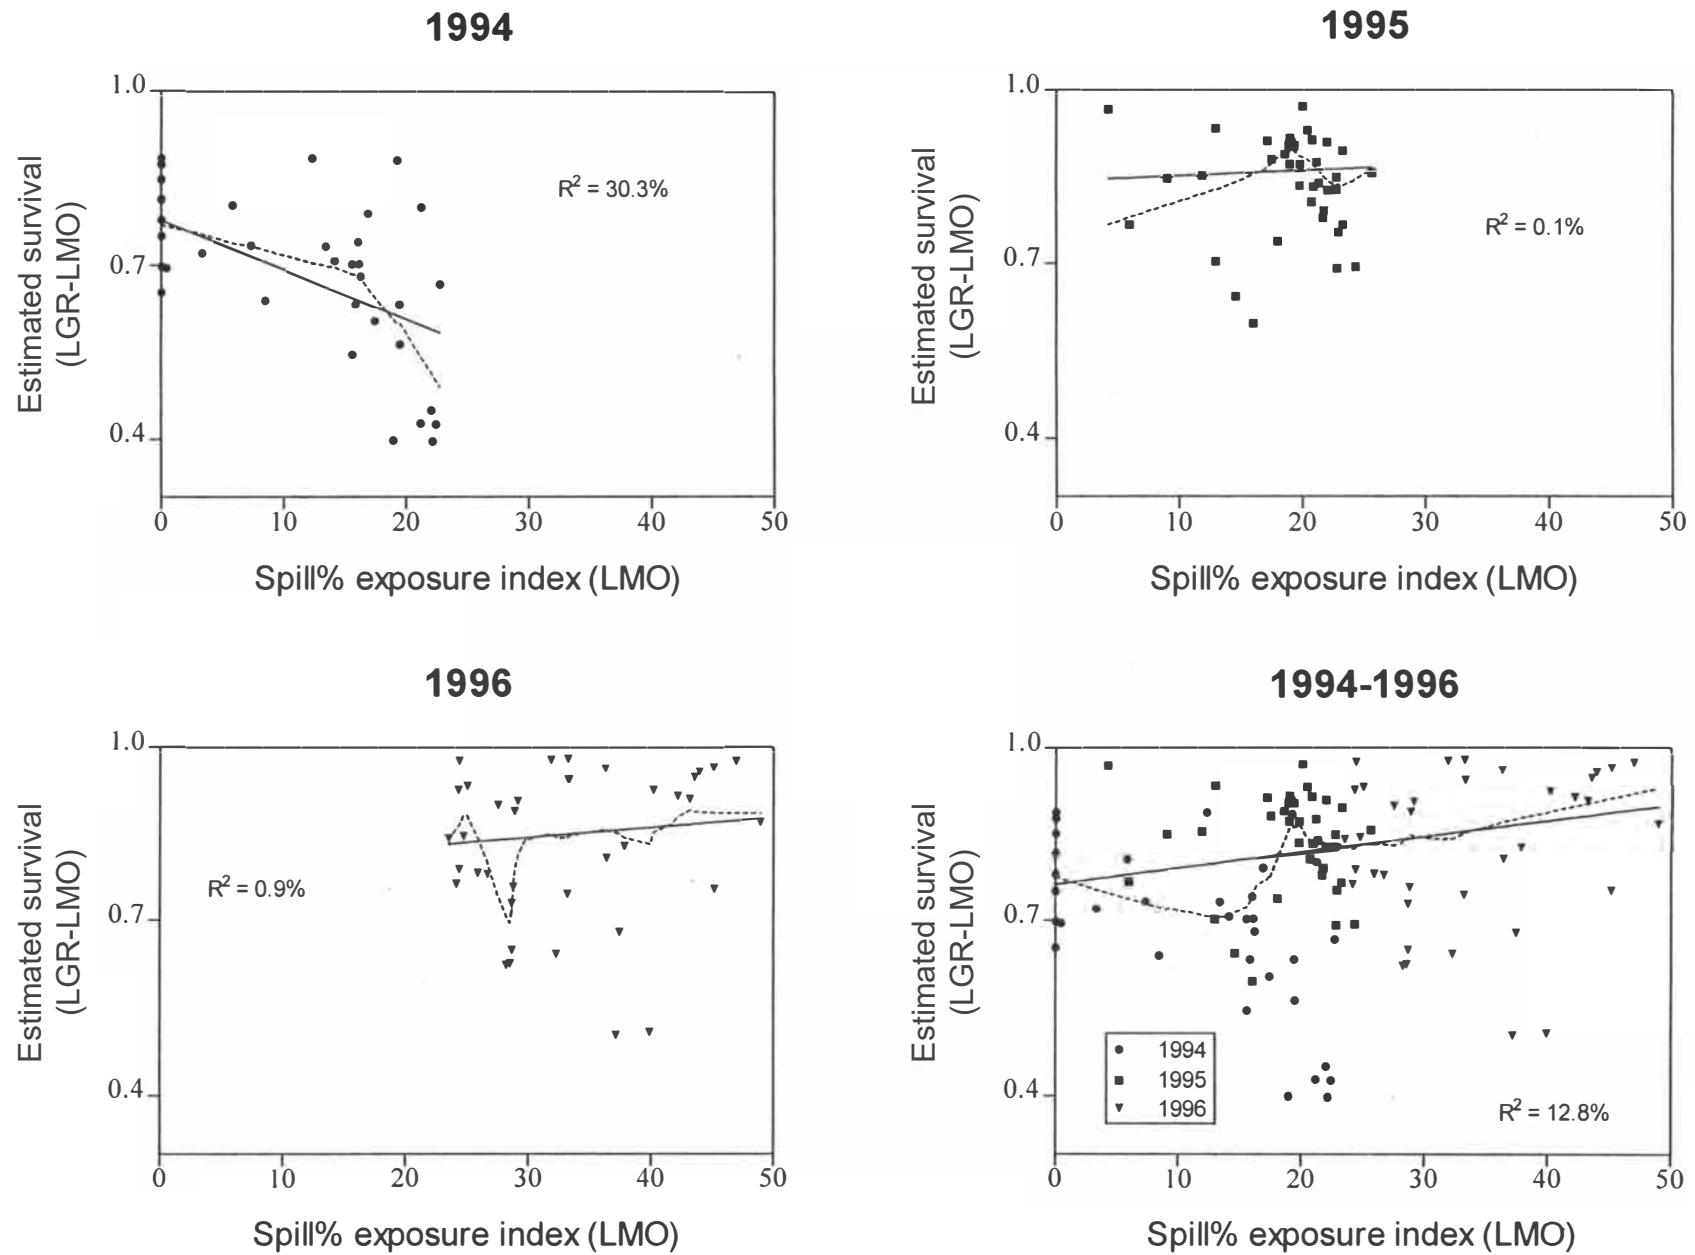 1994
1.0
0.7
0.4
Estimated survival
(LGR-LMO)
R² = 30.3%
0 10 20 30 40 50
Spill% exposure index (LMO)
1995
1.0
0.7
0.4
Estimated survival
(LGR-LMO)
R² = 0.1%
0 10 20 30 40 50
Spill% exposure index (LMO)
1996
1.0
0.7
0.4
Estimated survival
(LGR-LMO)
R² = 0.9%
0 10 20 30 40 50
Spill% exposure index (LMO)
1994-1996
1.0
0.7
0.4
Estimated survival
(LGR-LMO)
1994
1995
1996
R² = 12.8%
0 10 20 30 40 50
Spill% exposure index (LMO)